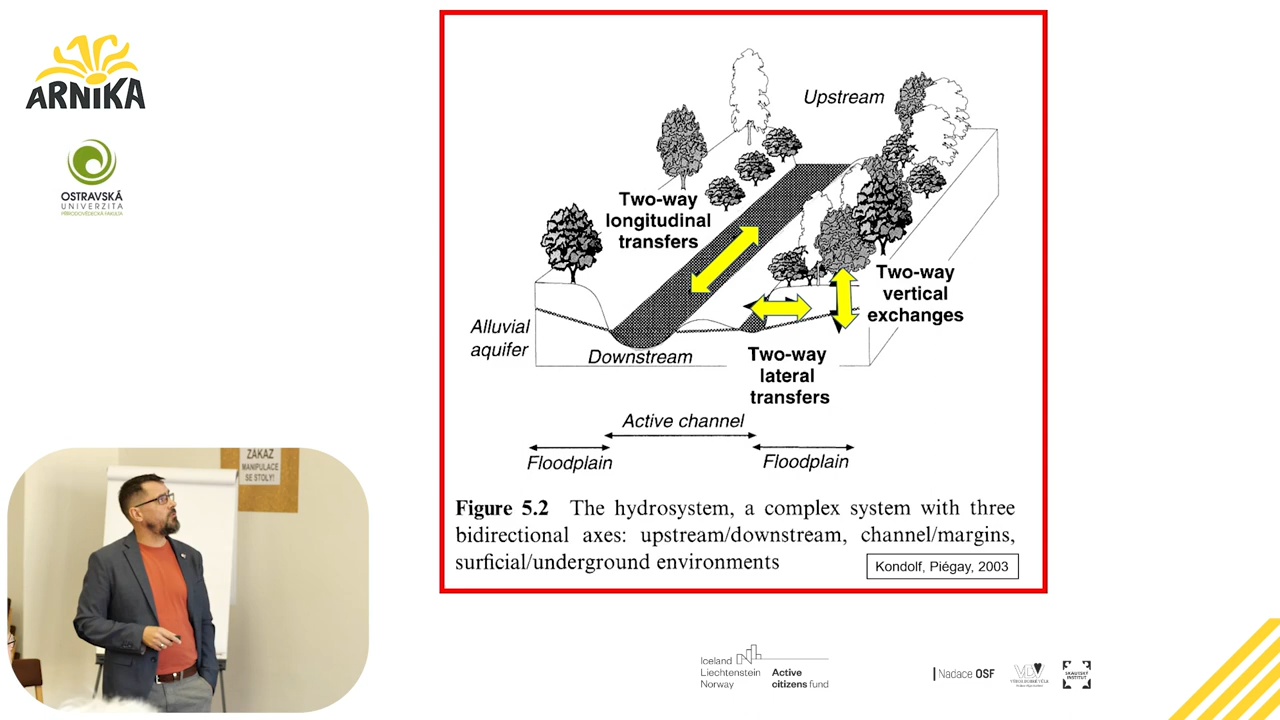 ARNIKA
OSTRAVSKÁ
UNIVERZITA
PŘÍRODOVĚDECKÁ FAKULTA
Upstream
Two-way
longitudinal
transfers
Two-way
vertical
exchanges
Alluvial
aquifer
Downstream
Two-way
lateral
transfers
Active channel
Floodplain
Floodplain
Figure 5.2 The hydrosystem, a complex system with three
bidirectional axes: upstream/downstream, channel/margins,
surficial/underground environments
Kondolf, Piégay, 2003
ZÁKAZ
MANIPULACE
SE STOLY!
Iceland
Liechtenstein
Norway
Active
citizens fund
Nadace OSF
SKAUTSKÝ
INSTITUT